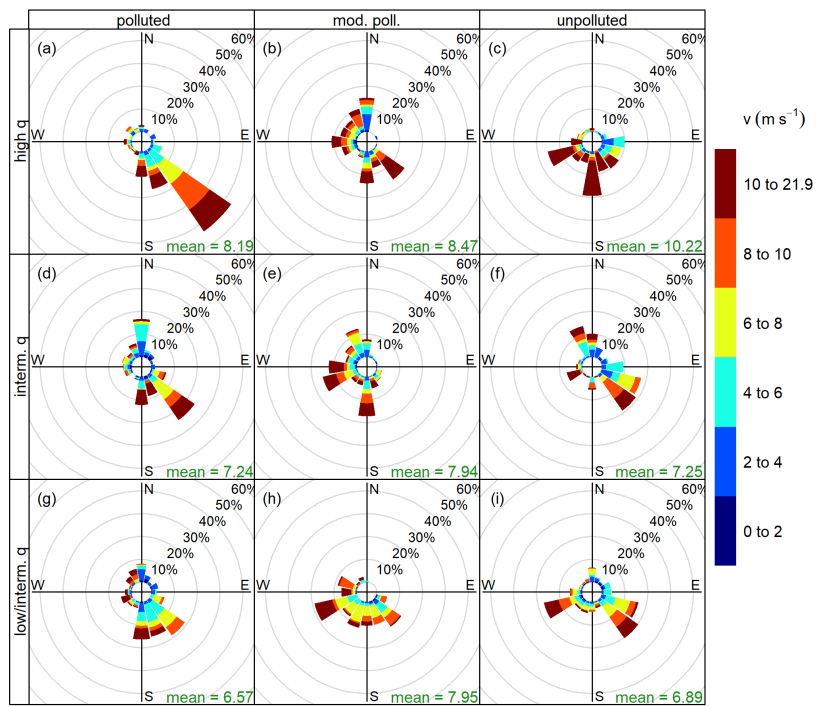 polluted
mod. poll.
unpolluted
high q
(a)
N
60%
50%
40%
30%
20%
10%
W
E
S
mean = 8.19
(b)
N
60%
50%
40%
30%
20%
10%
W
E
S
mean = 8.47
(c)
N
60%
50%
40%
30%
20%
10%
W
E
S
mean = 10.22
interm. q
(d)
N
60%
50%
40%
30%
20%
10%
W
E
S
mean = 7.24
(e)
N
60%
50%
40%
30%
20%
10%
W
E
S
mean = 7.94
(f)
N
60%
50%
40%
30%
20%
10%
W
E
S
mean = 7.25
low/interm. q
(g)
N
60%
50%
40%
30%
20%
10%
W
E
S
mean = 6.57
(h)
N
60%
50%
40%
30%
20%
10%
W
E
S
mean = 7.95
(i)
N
60%
50%
40%
30%
20%
10%
W
E
S
mean = 6.89
v (m s⁻¹)
10 to 21.9
8 to 10
6 to 8
4 to 6
2 to 4
0 to 2